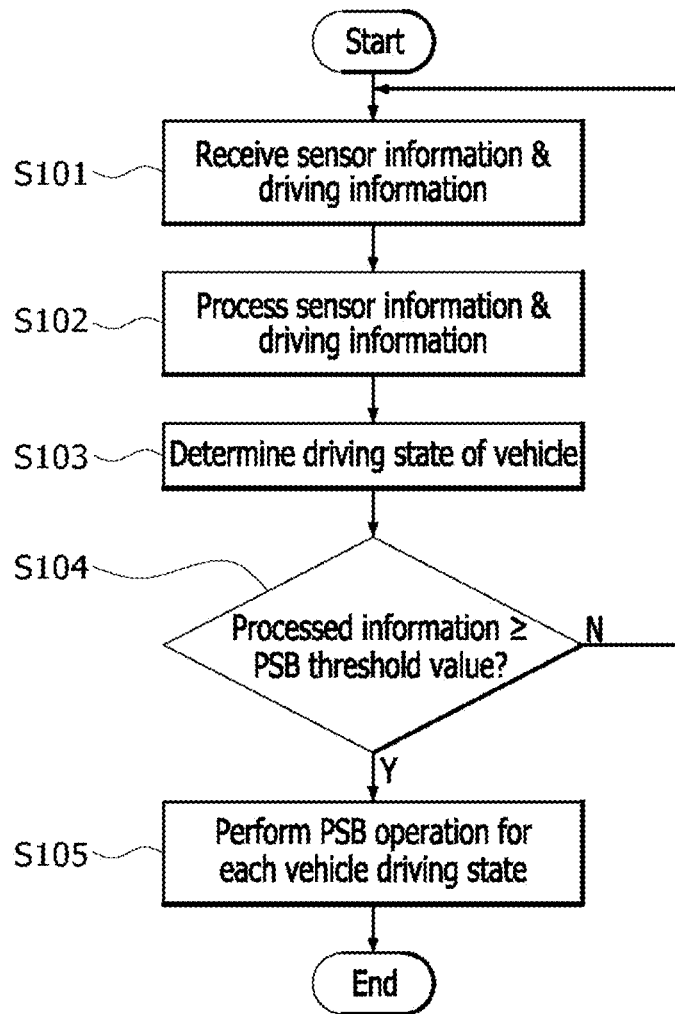 Start
S101
Receive sensor information &
driving information
S102
Process sensor information &
driving information
S103
Determine driving state of vehicle
S104
Processed information ≥
PSB threshold value?
N
Y
S105
Perform PSB operation for
each vehicle driving state
End